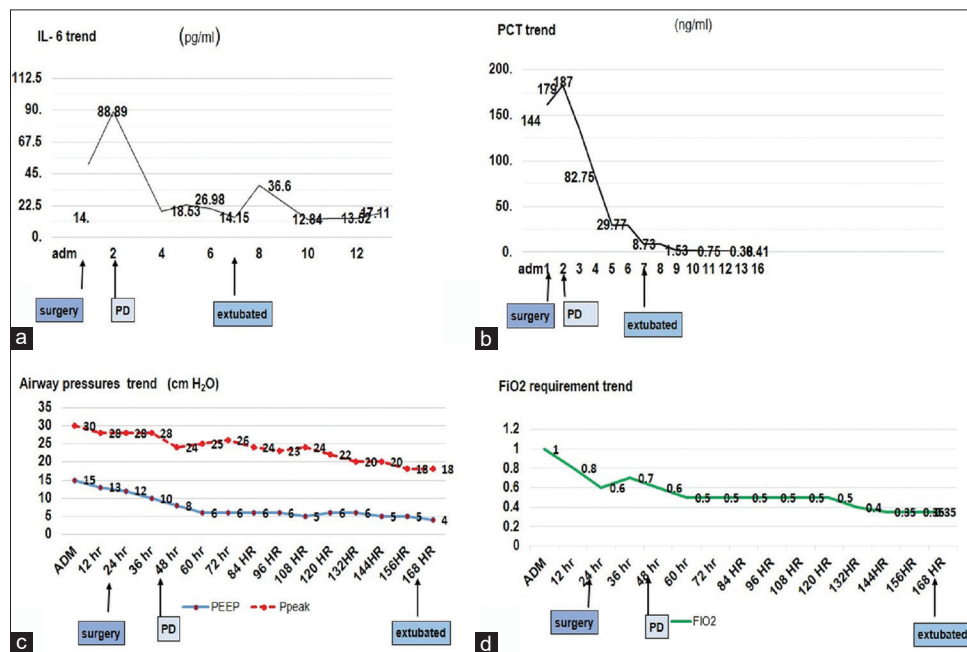 IL- 6 trend (pg/ml)
112.5
90.
67.5
45.
22.5
0.
88.89
14.
18.53
26.98
14.15
36.6
12.84
13.52
17.11
adm 2 4 6 8 10 12
surgery PD extubated
a
PCT trend (ng/ml)
200.
150.
100.
50.
0.
179
187
144
82.75
29.77
8.73
1.53
0.75
adm1 2 3 4 5 6 7 8 9 10 11 12 13 16
surgery PD extubated
b
Airway pressures trend (cm H₂O)
35
30
25
20
15
10
5
0
30 28 28 28 24 25 26 24 23 24 22 20 20 18 18
15 13 12 10 8 6 6 6 6 5 6 6 5 5 4
ADM 12 hr 24 hr 36 hr 48 hr 60 hr 72 hr 84 HR 96 HR 108 HR 120 HR 132HR 144HR 156HR 168 HR
PEEP Ppeak
surgery PD extubated
c
FiO2 requirement trend
1.2
1
0.8
0.6
0.4
0.2
0
1 0.8 0.6 0.7 0.6 0.5 0.5 0.5 0.5 0.5 0.5 0.4 0.35 0.35 0.35
ADM 12 hr 24 hr 36 hr 48 hr 60 hr 72 hr 84 HR 96 HR 108 HR 120 HR 132HR 144HR 156HR 168 HR
surgery PD FIO2 extubated
d